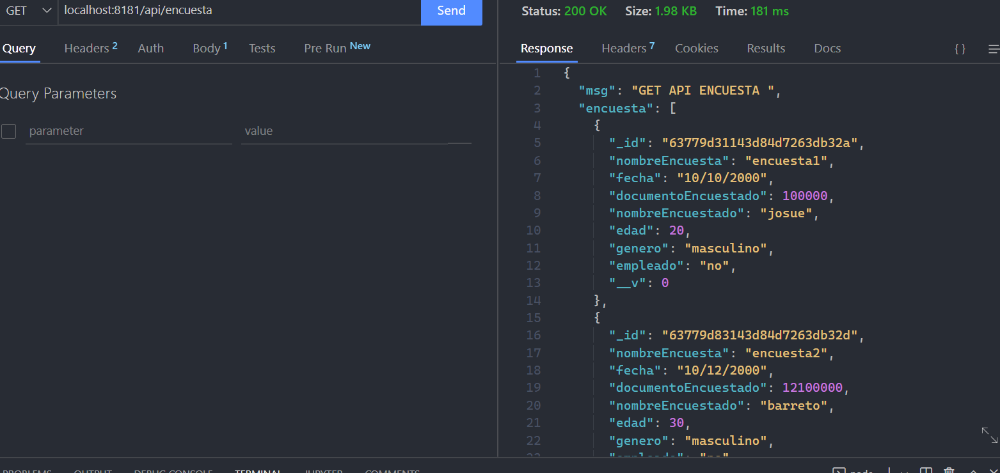 GET
localhost:8181/api/encuesta
Send
Query
Headers 2
Auth
Body 1
Tests
Pre Run New
Query Parameters
parameter
value
Status: 200 OK
Size: 1.98 KB
Time: 181 ms
Response
Headers 7
Cookies
Results
Docs
{ }
1 {
2 "msg": "GET API ENCUESTA ",
3 "encuesta": [
4 {
5 "_id": "63779d31143d84d7263db32a",
6 "nombreEncuesta": "encuesta1",
7 "fecha": "10/10/2000",
8 "documentoEncuestado": 100000,
9 "nombreEncuestado": "josue",
10 "edad": 20,
11 "genero": "masculino",
12 "empleado": "no",
13 "__v": 0
14 },
15 {
16 "_id": "63779d83143d84d7263db32d",
17 "nombreEncuesta": "encuesta2",
18 "fecha": "10/12/2000",
19 "documentoEncuestado": 12100000,
20 "nombreEncuestado": "barreto",
21 "edad": 30,
22 "genero": "masculino",
23 "empleado": "no"
PROBLEMS
OUTPUT
DEBUG CONSOLE
TERMINAL
JUPYTER
COMMENTS
node